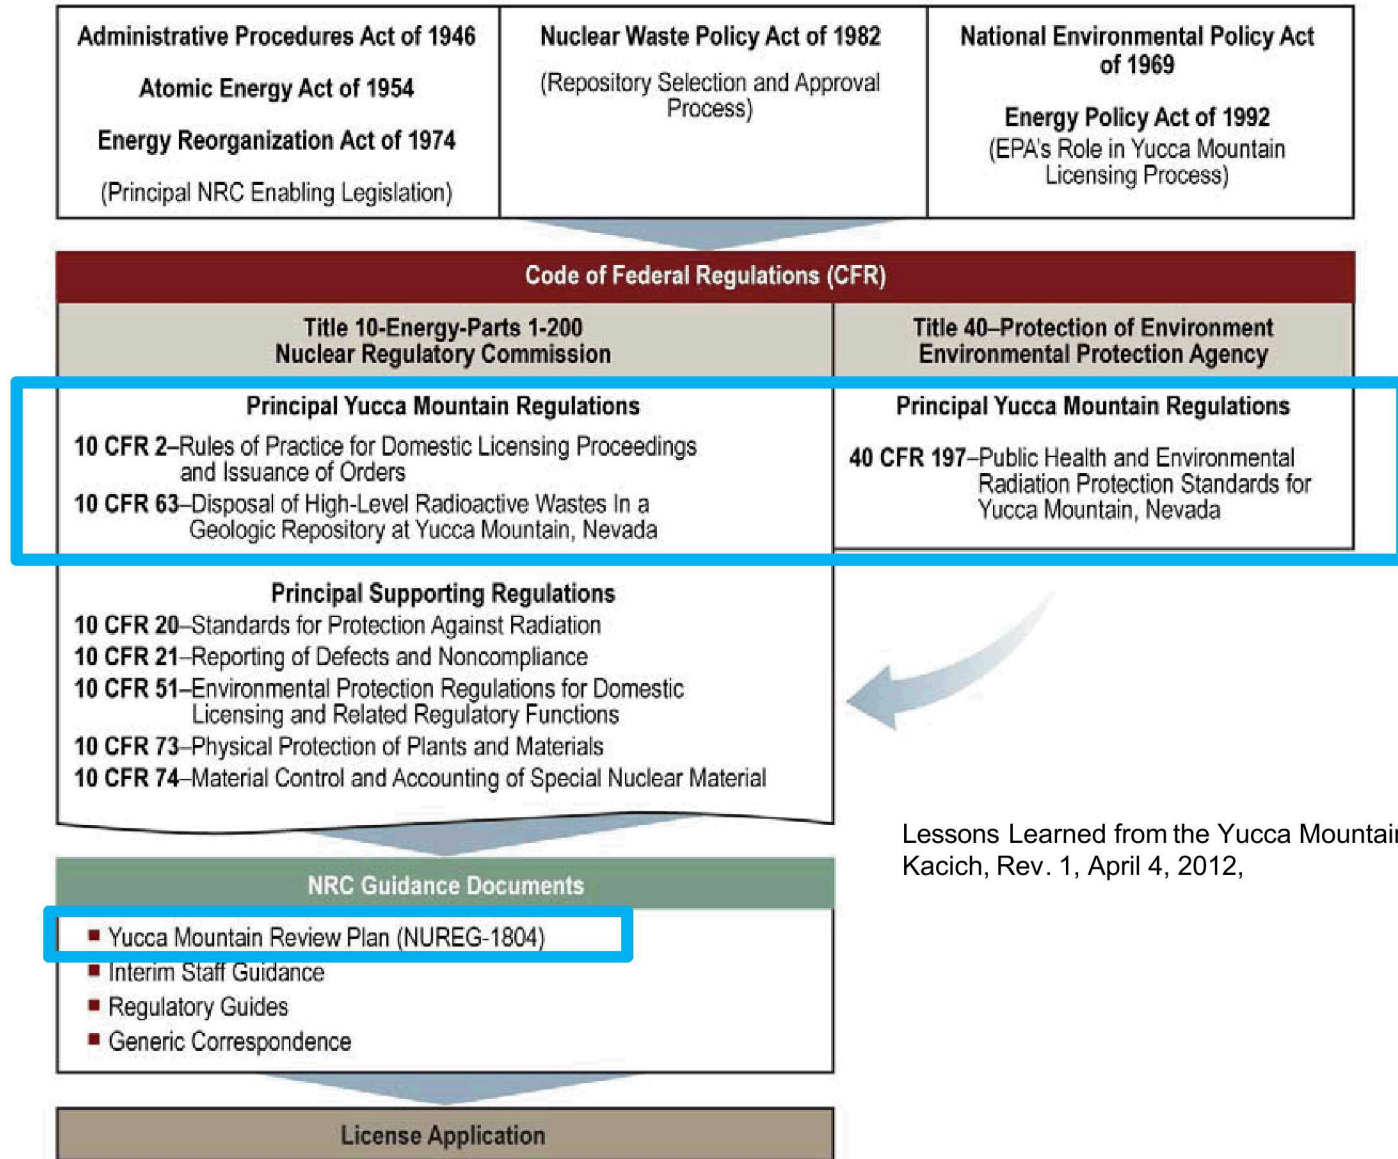 Administrative Procedures Act of 1946
Atomic Energy Act of 1954
Energy Reorganization Act of 1974
(Principal NRC Enabling Legislation)
Nuclear Waste Policy Act of 1982
(Repository Selection and Approval
Process)
National Environmental Policy Act
of 1969
Energy Policy Act of 1992
(EPA's Role in Yucca Mountain
Licensing Process)
Code of Federal Regulations (CFR)
Title 10-Energy-Parts 1-200
Nuclear Regulatory Commission
Principal Yucca Mountain Regulations
10 CFR 2–Rules of Practice for Domestic Licensing Proceedings
and Issuance of Orders
10 CFR 63–Disposal of High-Level Radioactive Wastes In a
Geologic Repository at Yucca Mountain, Nevada
Title 40–Protection of Environment
Environmental Protection Agency
Principal Yucca Mountain Regulations
40 CFR 197–Public Health and Environmental
Radiation Protection Standards for
Yucca Mountain, Nevada
Principal Supporting Regulations
10 CFR 20–Standards for Protection Against Radiation
10 CFR 21–Reporting of Defects and Noncompliance
10 CFR 51–Environmental Protection Regulations for Domestic
Licensing and Related Regulatory Functions
10 CFR 73–Physical Protection of Plants and Materials
10 CFR 74–Material Control and Accounting of Special Nuclear Material
Lessons Learned from the Yucca Mountain
Kacich, Rev. 1, April 4, 2012,
NRC Guidance Documents
▪ Yucca Mountain Review Plan (NUREG-1804)
▪ Interim Staff Guidance
▪ Regulatory Guides
▪ Generic Correspondence
License Application